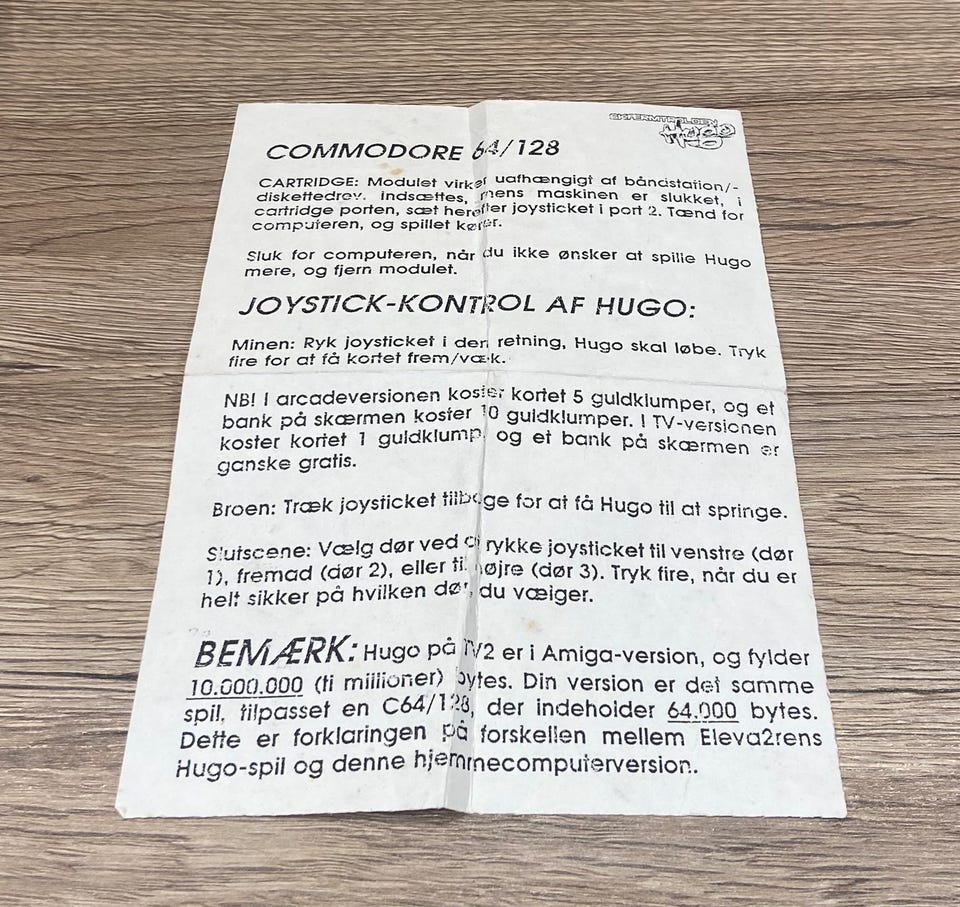 SKÆRMTROLDEN
HUGO
COMMODORE 64/128
CARTRIDGE: Modulet virker uafhængigt af båndstation/-
diskettedrev. Indsættes, mens maskinen er slukket, i
cartridge porten, sæt herefter joysticket i port 2. Tænd for
computeren, og spillet kører.
Sluk for computeren, når du ikke ønsker at spille Hugo
mere, og fjern modulet.
JOYSTICK-KONTROL AF HUGO:
Minen: Ryk joysticket i den retning, Hugo skal løbe. Tryk
fire for at få kortet frem/væk.
NB! I arcadeversionen koster kortet 5 guldklumper, og et
bank på skærmen koster 10 guldklumper. I TV-versionen
koster kortet 1 guldklump, og et bank på skærmen er
ganske gratis.
Broen: Træk joysticket tilbage for at få Hugo til at springe.
Slutscene: Vælg dør ved at rykke joysticket til venstre (dør
1), fremad (dør 2), eller til højre (dør 3). Tryk fire, når du er
helt sikker på hvilken dør, du vælger.
BEMÆRK: Hugo på TV2 er i Amiga-version, og fylder
10.000.000 (ti millioner) bytes. Din version er det samme
spil, tilpasset en C64/128, der indeholder 64.000 bytes.
Dette er forklaringen på forskellen mellem Eleva2rens
Hugo-spil og denne hjemmecomputerversion.